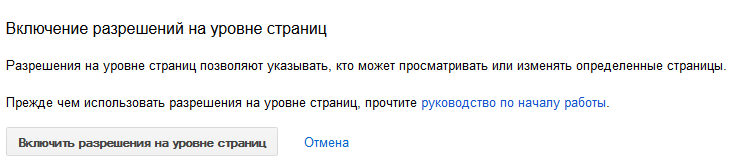 Включение разрешений на уровне страниц
Разрешения на уровне страниц позволяют указывать, кто может просматривать или изменять определенные страницы.
Прежде чем использовать разрешения на уровне страниц, прочтите руководство по началу работы.
Включить разрешения на уровне страниц Отмена